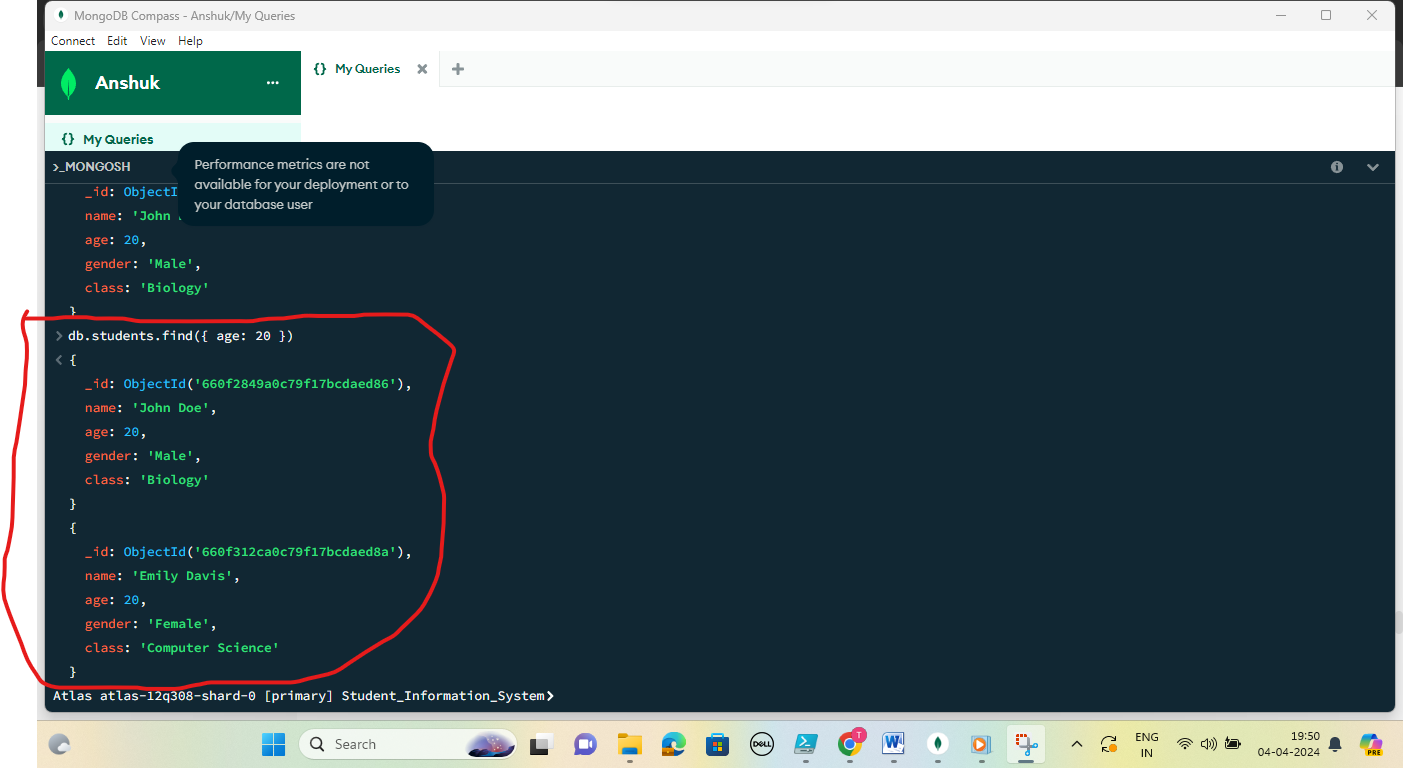 MongoDB Compass - Anshuk/My Queries
Connect Edit View Help
Anshuk ...
{} My Queries
{} My Queries
>_MONGOSH
Performance metrics are not
available for your deployment or to
your database user
_id: ObjectI
name: 'John
age: 20,
gender: 'Male',
class: 'Biology'
}
> db.students.find({ age: 20 })
< {
_id: ObjectId('660f2849a0c79f17bcdaed86'),
name: 'John Doe',
age: 20,
gender: 'Male',
class: 'Biology'
}
{
_id: ObjectId('660f312ca0c79f17bcdaed8a'),
name: 'Emily Davis',
age: 20,
gender: 'Female',
class: 'Computer Science'
}
Atlas atlas-l2q308-shard-0 [primary] Student_Information_System>
Search
DELL
T
W
ENG
IN
19:50
04-04-2024
PRE